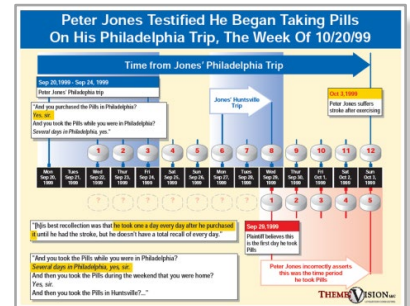 Peter Jones Testified He Began Taking Pills
On His Philadelphia Trip, The Week Of 10/20/99
Time from Jones' Philadelphia Trip
Sep 20,1999 - Sep 24, 1999
Peter Jones' Philadelphia trip
"And you purchased the Pills in Philadelphia?
Yes, sir.
And you took the Pills while you were in Philadelphia?
Several days in Philadelphia, yes."
Jones' Huntsville
Trip
Oct 3,1999
Peter Jones suffers
stroke after exercising
1 2 3 4 5 6 7 8 9 10 11 12
Mon Sep 20, 1999
Tues Sep 21, 1999
Wed Sep 22, 1999
Thur Sep 23, 1999
Fri Sep 24, 1999
Sat Sep 25, 1999
Sun Sep 26, 1999
Mon Sep 27, 1999
Tues Sep 28, 1999
Wed Sep 29, 1999
Thur Sep 30, 1999
Fri Oct 1, 1999
Sat Oct 2, 1999
Sun Oct 3, 1999
? ? ? ? ? ? ? 1 2 3 4 5
"[h]is best recollection was that he took one a day every day after he purchased
it until he had the stroke, but he doesn't have a total recall of every day."
Sep 29,1999
Plaintiff believes this
is the first day he took
Pills
"And you took the Pills while you were in Philadelphia?
Several days in Philadelphia, yes, sir.
And then you took the Pills during the weekend that you were home?
Yes, sir.
And then you took the Pills in Huntsville?..."
Peter Jones incorrectly asserts
this was the time period
he took Pills
THEMEVISION LLC